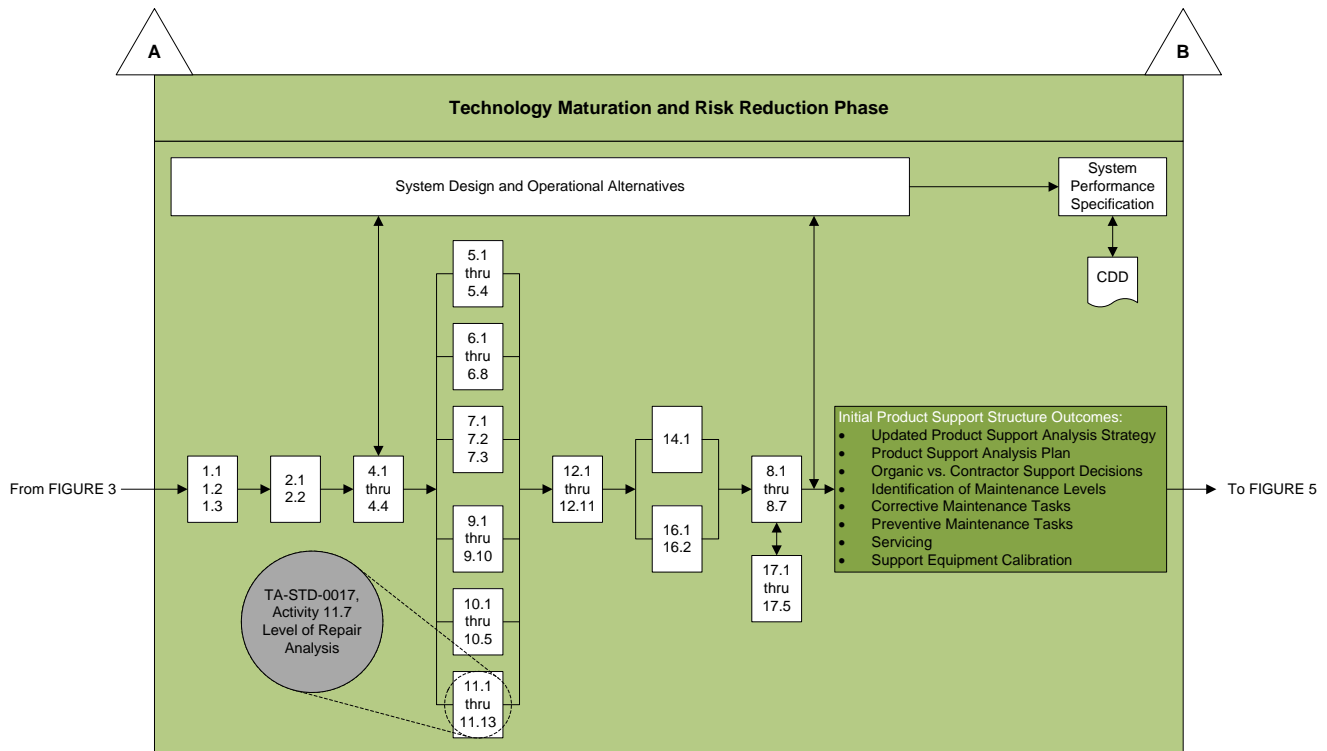 A
B
Technology Maturation and Risk Reduction Phase
System Design and Operational Alternatives
System
Performance
Specification
CDD
5.1
thru
5.4
6.1
thru
6.8
7.1
7.2
7.3
From FIGURE 3
1.1
1.2
1.3
2.1
2.2
4.1
thru
4.4
9.1
thru
9.10
10.1
thru
10.5
11.1
thru
11.13
TA-STD-0017,
Activity 11.7
Level of Repair
Analysis
12.1
thru
12.11
14.1
16.1
16.2
8.1
thru
8.7
17.1
thru
17.5
Initial Product Support Structure Outcomes:
• Updated Product Support Analysis Strategy
• Product Support Analysis Plan
• Organic vs. Contractor Support Decisions
• Identification of Maintenance Levels
• Corrective Maintenance Tasks
• Preventive Maintenance Tasks
• Servicing
• Support Equipment Calibration
To FIGURE 5